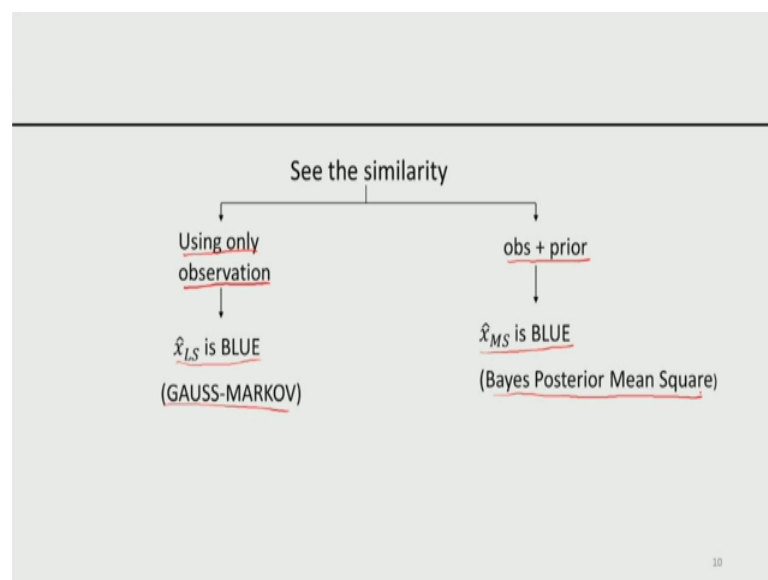 See the similarity
Using only
observation
x̂_LS is BLUE
(GAUSS-MARKOV)
obs + prior
x̂_MS is BLUE
(Bayes Posterior Mean Square)
10